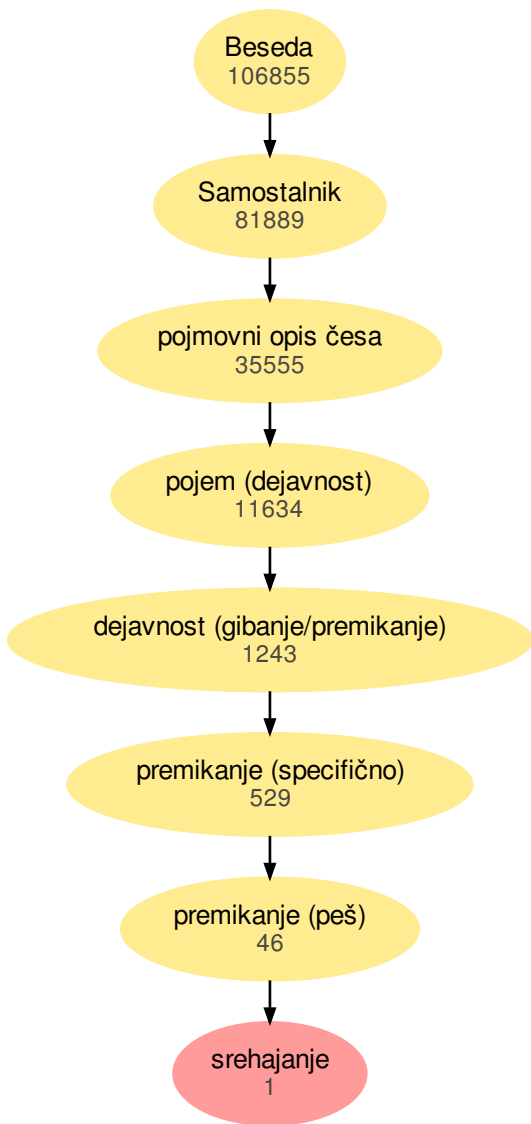 Beseda
106855
Samostalnik
81889
pojmovni opis česa
35555
pojem (dejavnost)
11634
dejavnost (gibanje/premikanje)
1243
premikanje (specifično)
529
premikanje (peš)
46
srehajanje
1